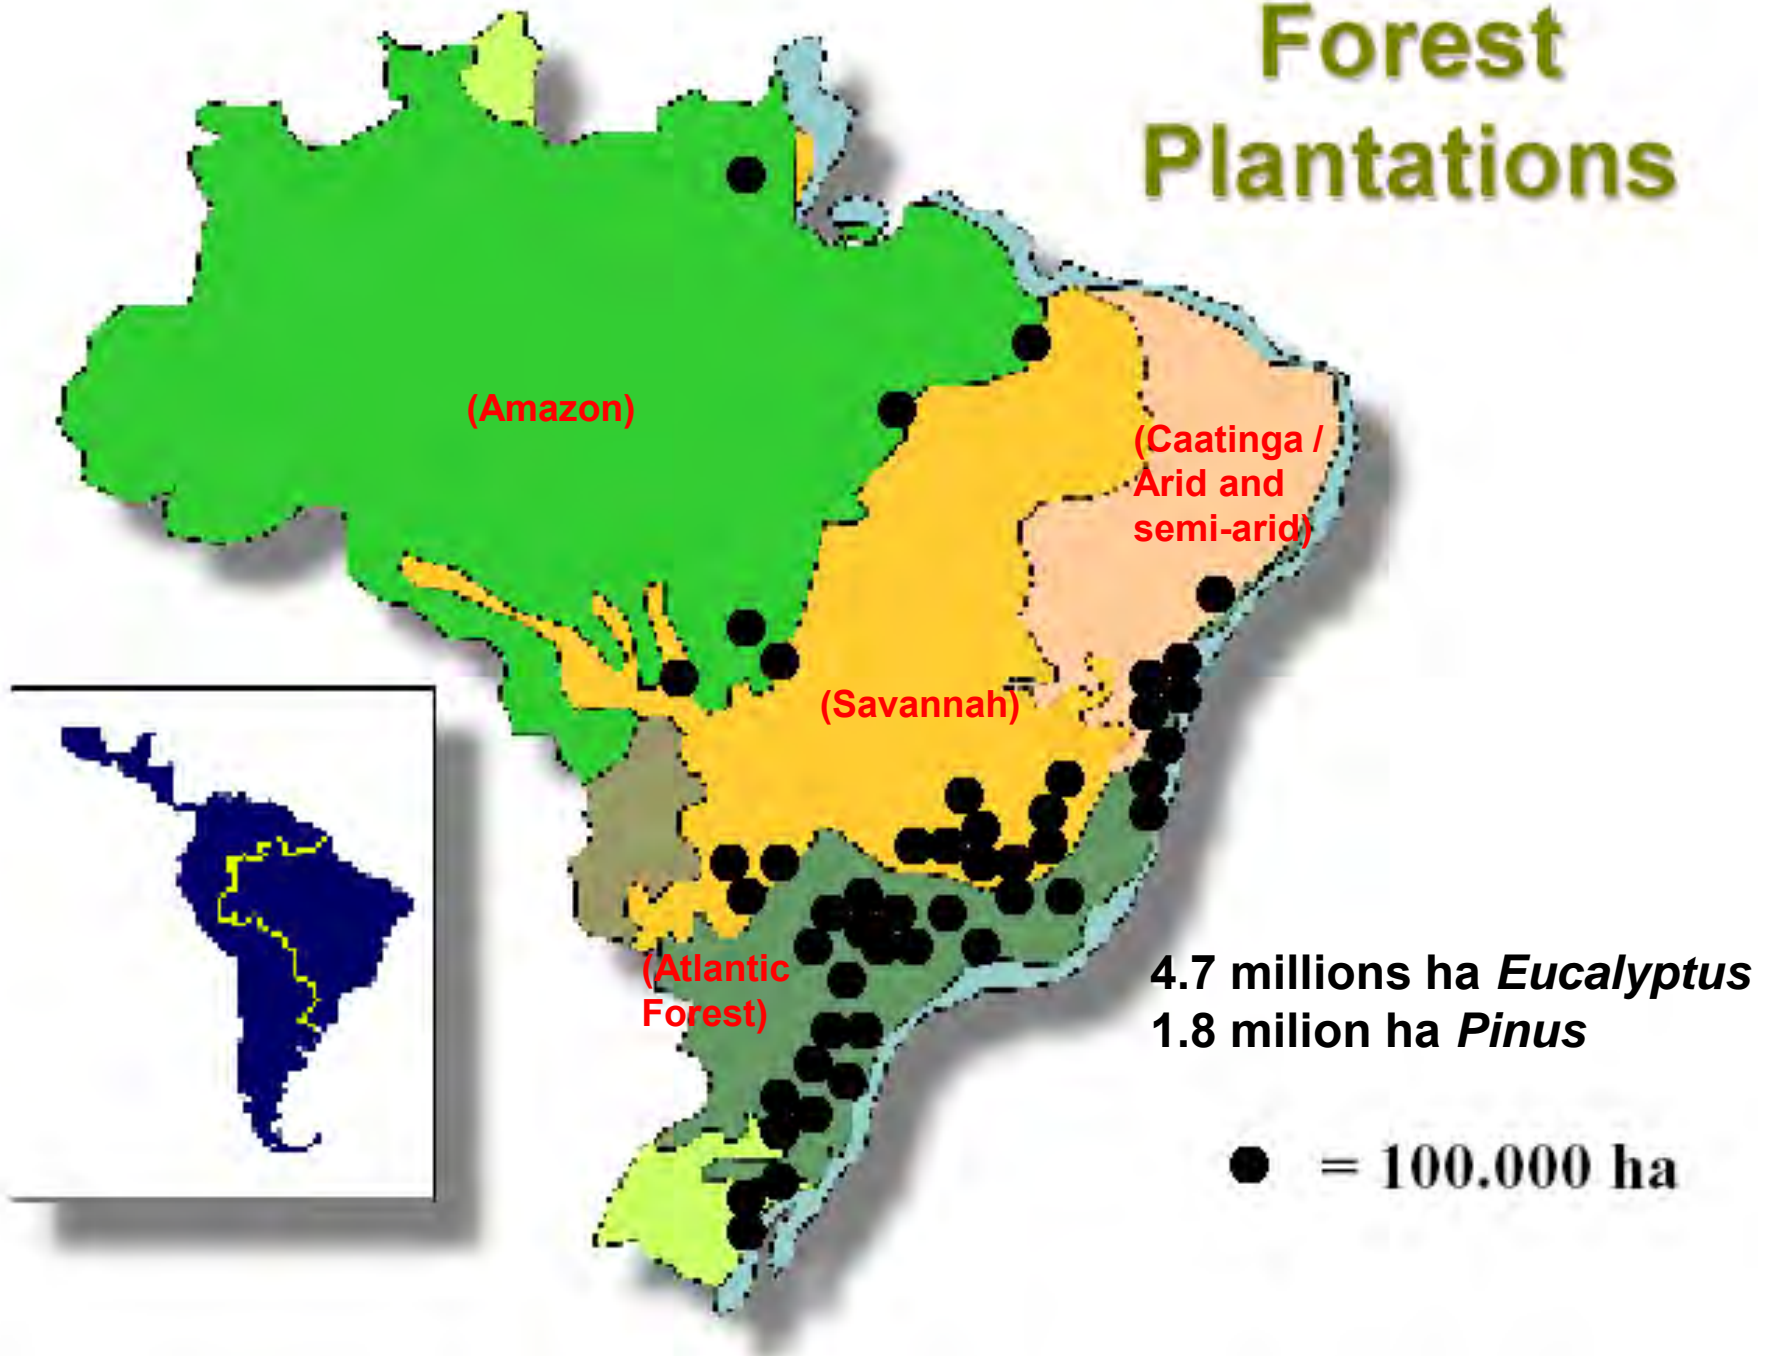 Forest
Plantations
(Amazon)
(Caatinga /
Arid and
semi-arid)
(Savannah)
(Atlantic
Forest)
4.7 millions ha Eucalyptus
1.8 milion ha Pinus
= 100.000 ha